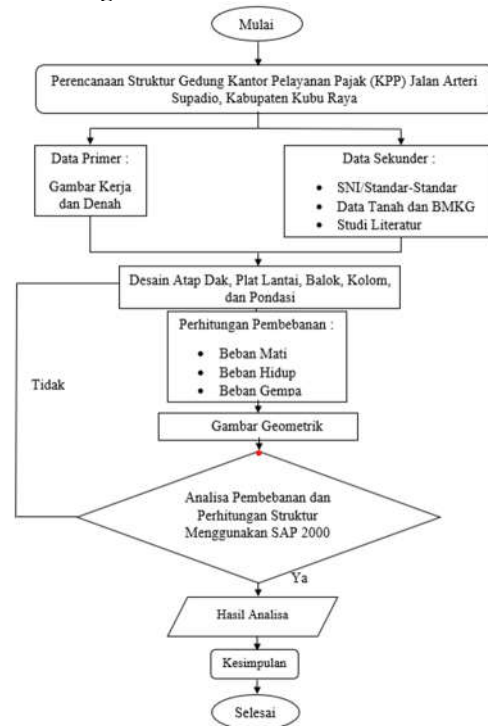 Mulai
Perencanaan Struktur Gedung Kantor Pelayanan Pajak (KPP) Jalan Arteri
Supadio, Kabupaten Kubu Raya
Data Primer :
Gambar Kerja
dan Denah
Data Sekunder :
• SNI/Standar-Standar
• Data Tanah dan BMKG
• Studi Literatur
Desain Atap Dak, Plat Lantai, Balok, Kolom,
dan Pondasi
Perhitungan Pembebanan :
• Beban Mati
• Beban Hidup
• Beban Gempa
Tidak
Gambar Geometrik
Analisa Pembebanan dan
Perhitungan Struktur
Menggunakan SAP 2000
Ya
Hasil Analisa
Kesimpulan
Selesai